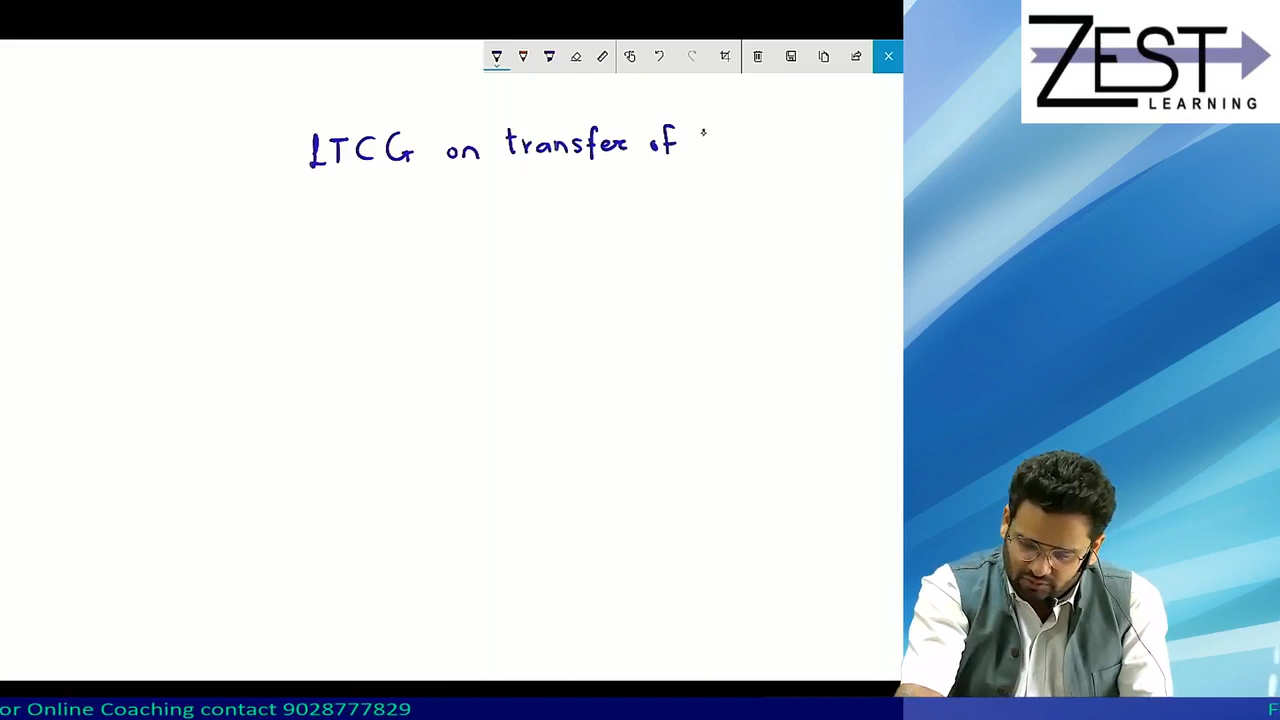 ZEST
LEARNING
LTCG on transfer of
or Online Coaching contact 9028777829
F